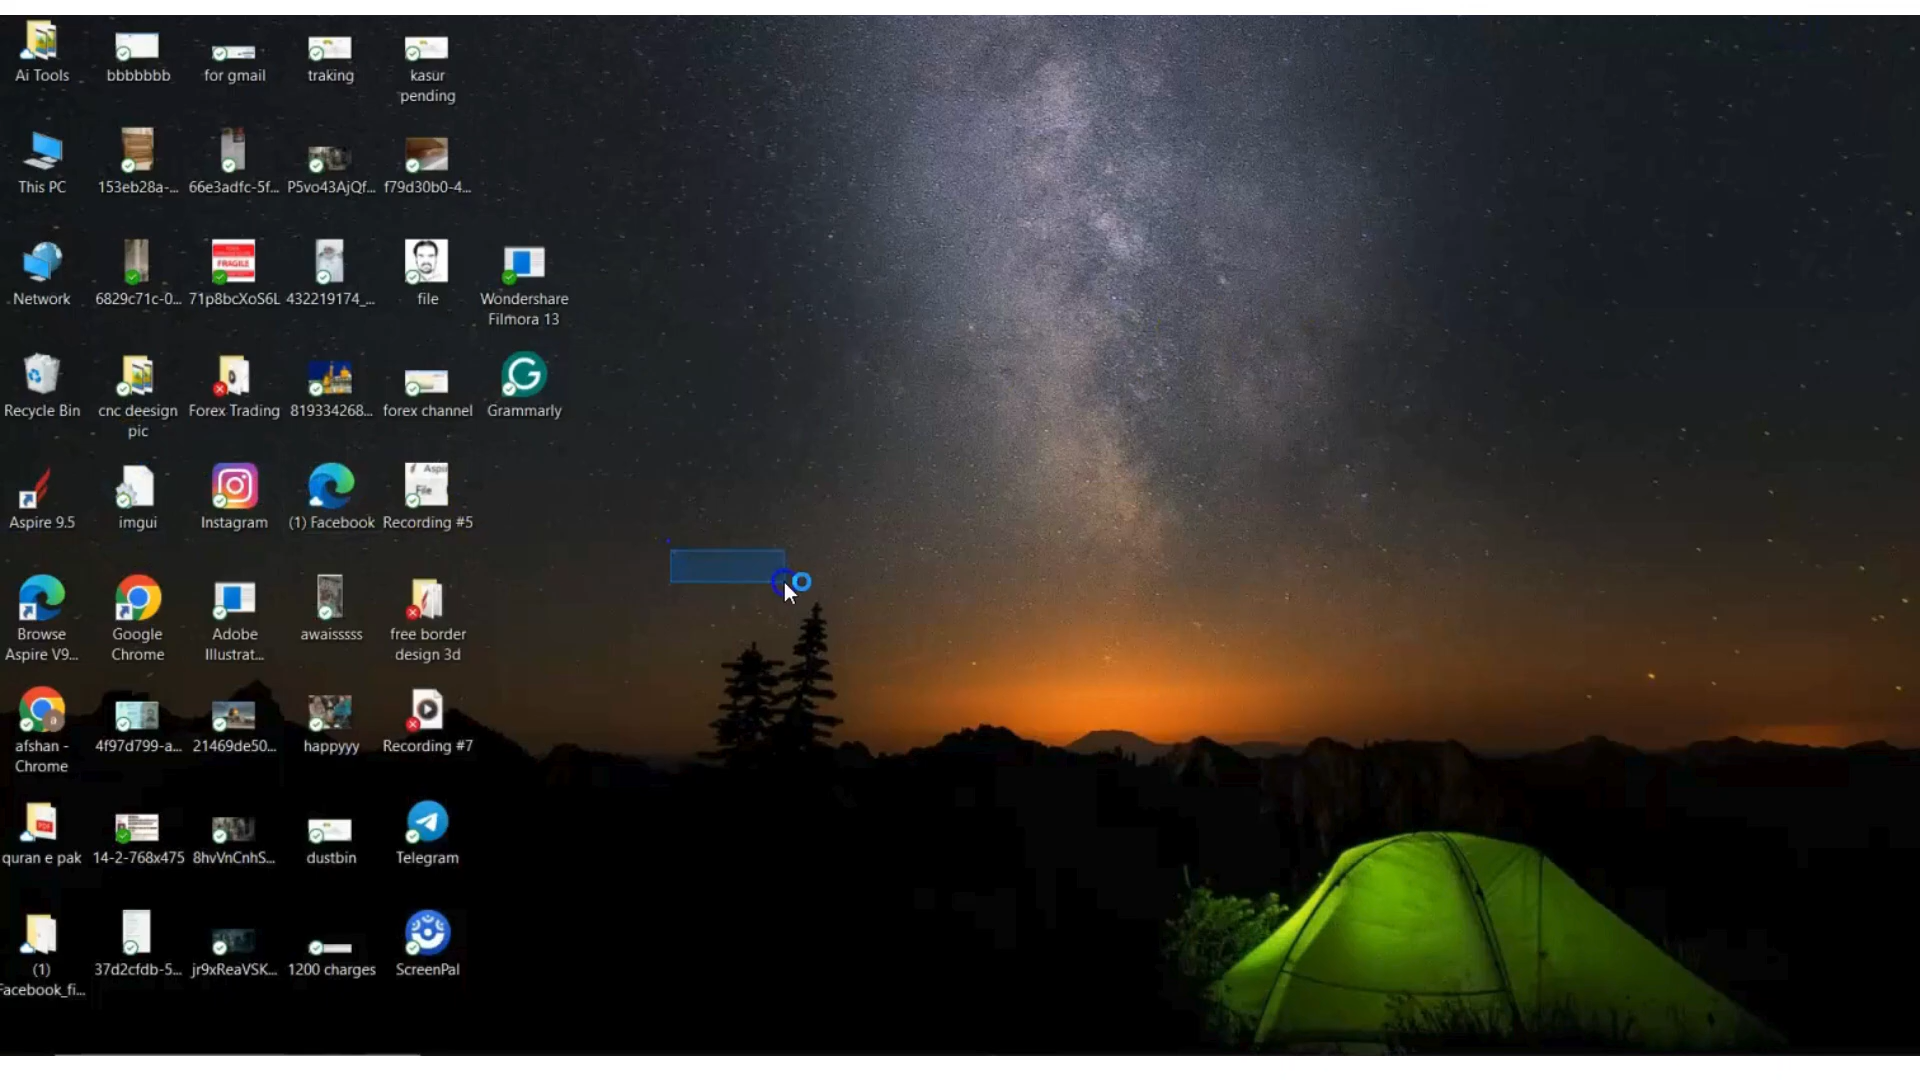 Ai Tools
bbbbbbb
for gmail
traking
kasur
pending
This PC
153eb28a-...
66e3adfc-5f...
P5vo43AjQf...
f79d30b0-4...
Network
6829c71c-0...
FRAGILE
71p8bcXoS6L
432219174_...
file
Wondershare
Filmora 13
Recycle Bin
cnc deesign
pic
Forex Trading
819334268...
forex channel
Grammarly
Aspire 9.5
imgui
Instagram
(1) Facebook
Aspi
File
Recording #5
Browse
Aspire V9...
Google
Chrome
Adobe
Illustrat...
awaisssss
free border
design 3d
a
afshan -
Chrome
4f97d799-a...
21469de50...
happyyy
Recording #7
PDF
quran e pak
14-2-768x475
8hvVnCnhS...
dustbin
Telegram
(1)
Facebook_fi...
37d2cfdb-5...
jr9xReaVSK...
1200 charges
ScreenPal